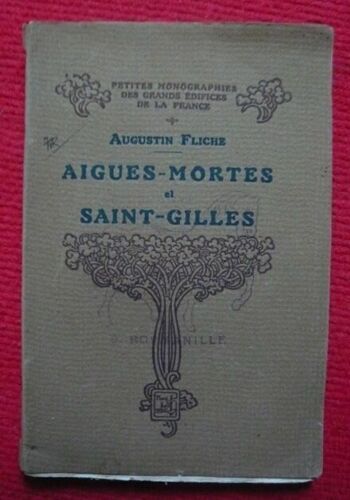 PETITES MONOGRAPHIES
DES GRANDS ÉDIFICES
DE LA FRANCE
AUGUSTIN FLICHE
AIGUES-MORTES
et
SAINT-GILLES